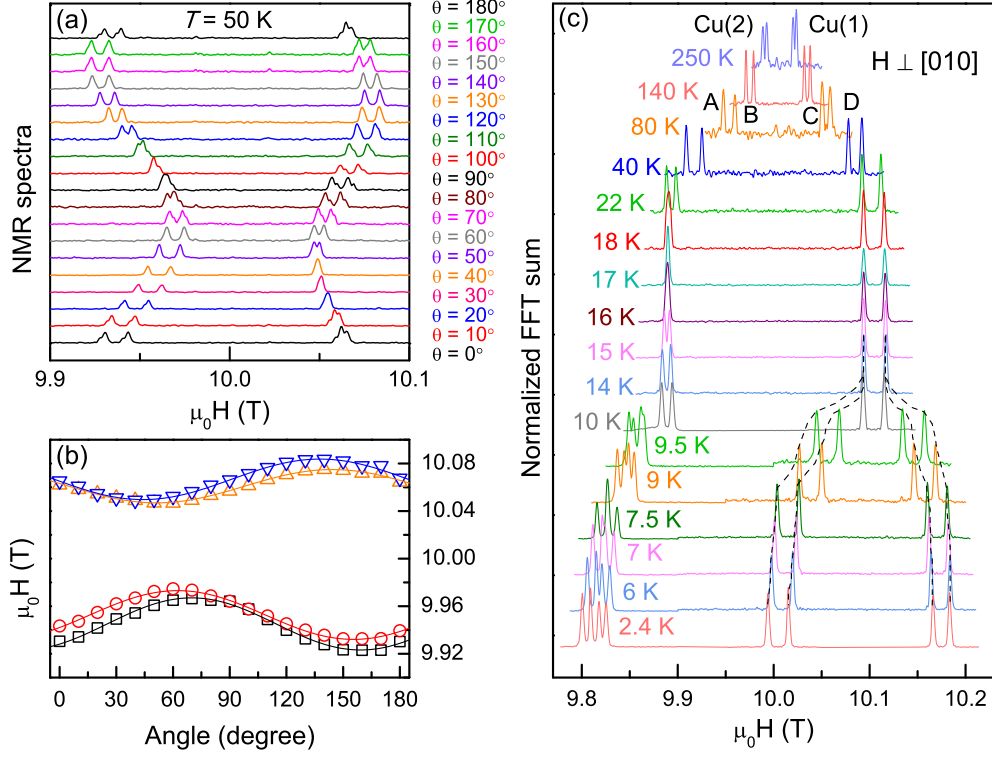 (a)
T = 50 K
θ = 180°
θ = 170°
θ = 160°
θ = 150°
θ = 140°
θ = 130°
θ = 120°
θ = 110°
θ = 100°
θ = 90°
θ = 80°
θ = 70°
θ = 60°
θ = 50°
θ = 40°
θ = 30°
θ = 20°
θ = 10°
θ = 0°
NMR spectra
9.9 10.0 10.1
μ₀H (T)
(b)
10.08
10.04
10.00
9.96
9.92
μ₀H (T)
0 30 60 90 120 150 180
Angle (degree)
(c)
Cu(2) Cu(1)
H ⊥ [010]
250 K
140 K
A B C D
80 K
40 K
22 K
18 K
17 K
16 K
15 K
14 K
10 K
9.5 K
9 K
7.5 K
7 K
6 K
2.4 K
Normalized FFT sum
9.8 9.9 10.0 10.1 10.2
μ₀H (T)